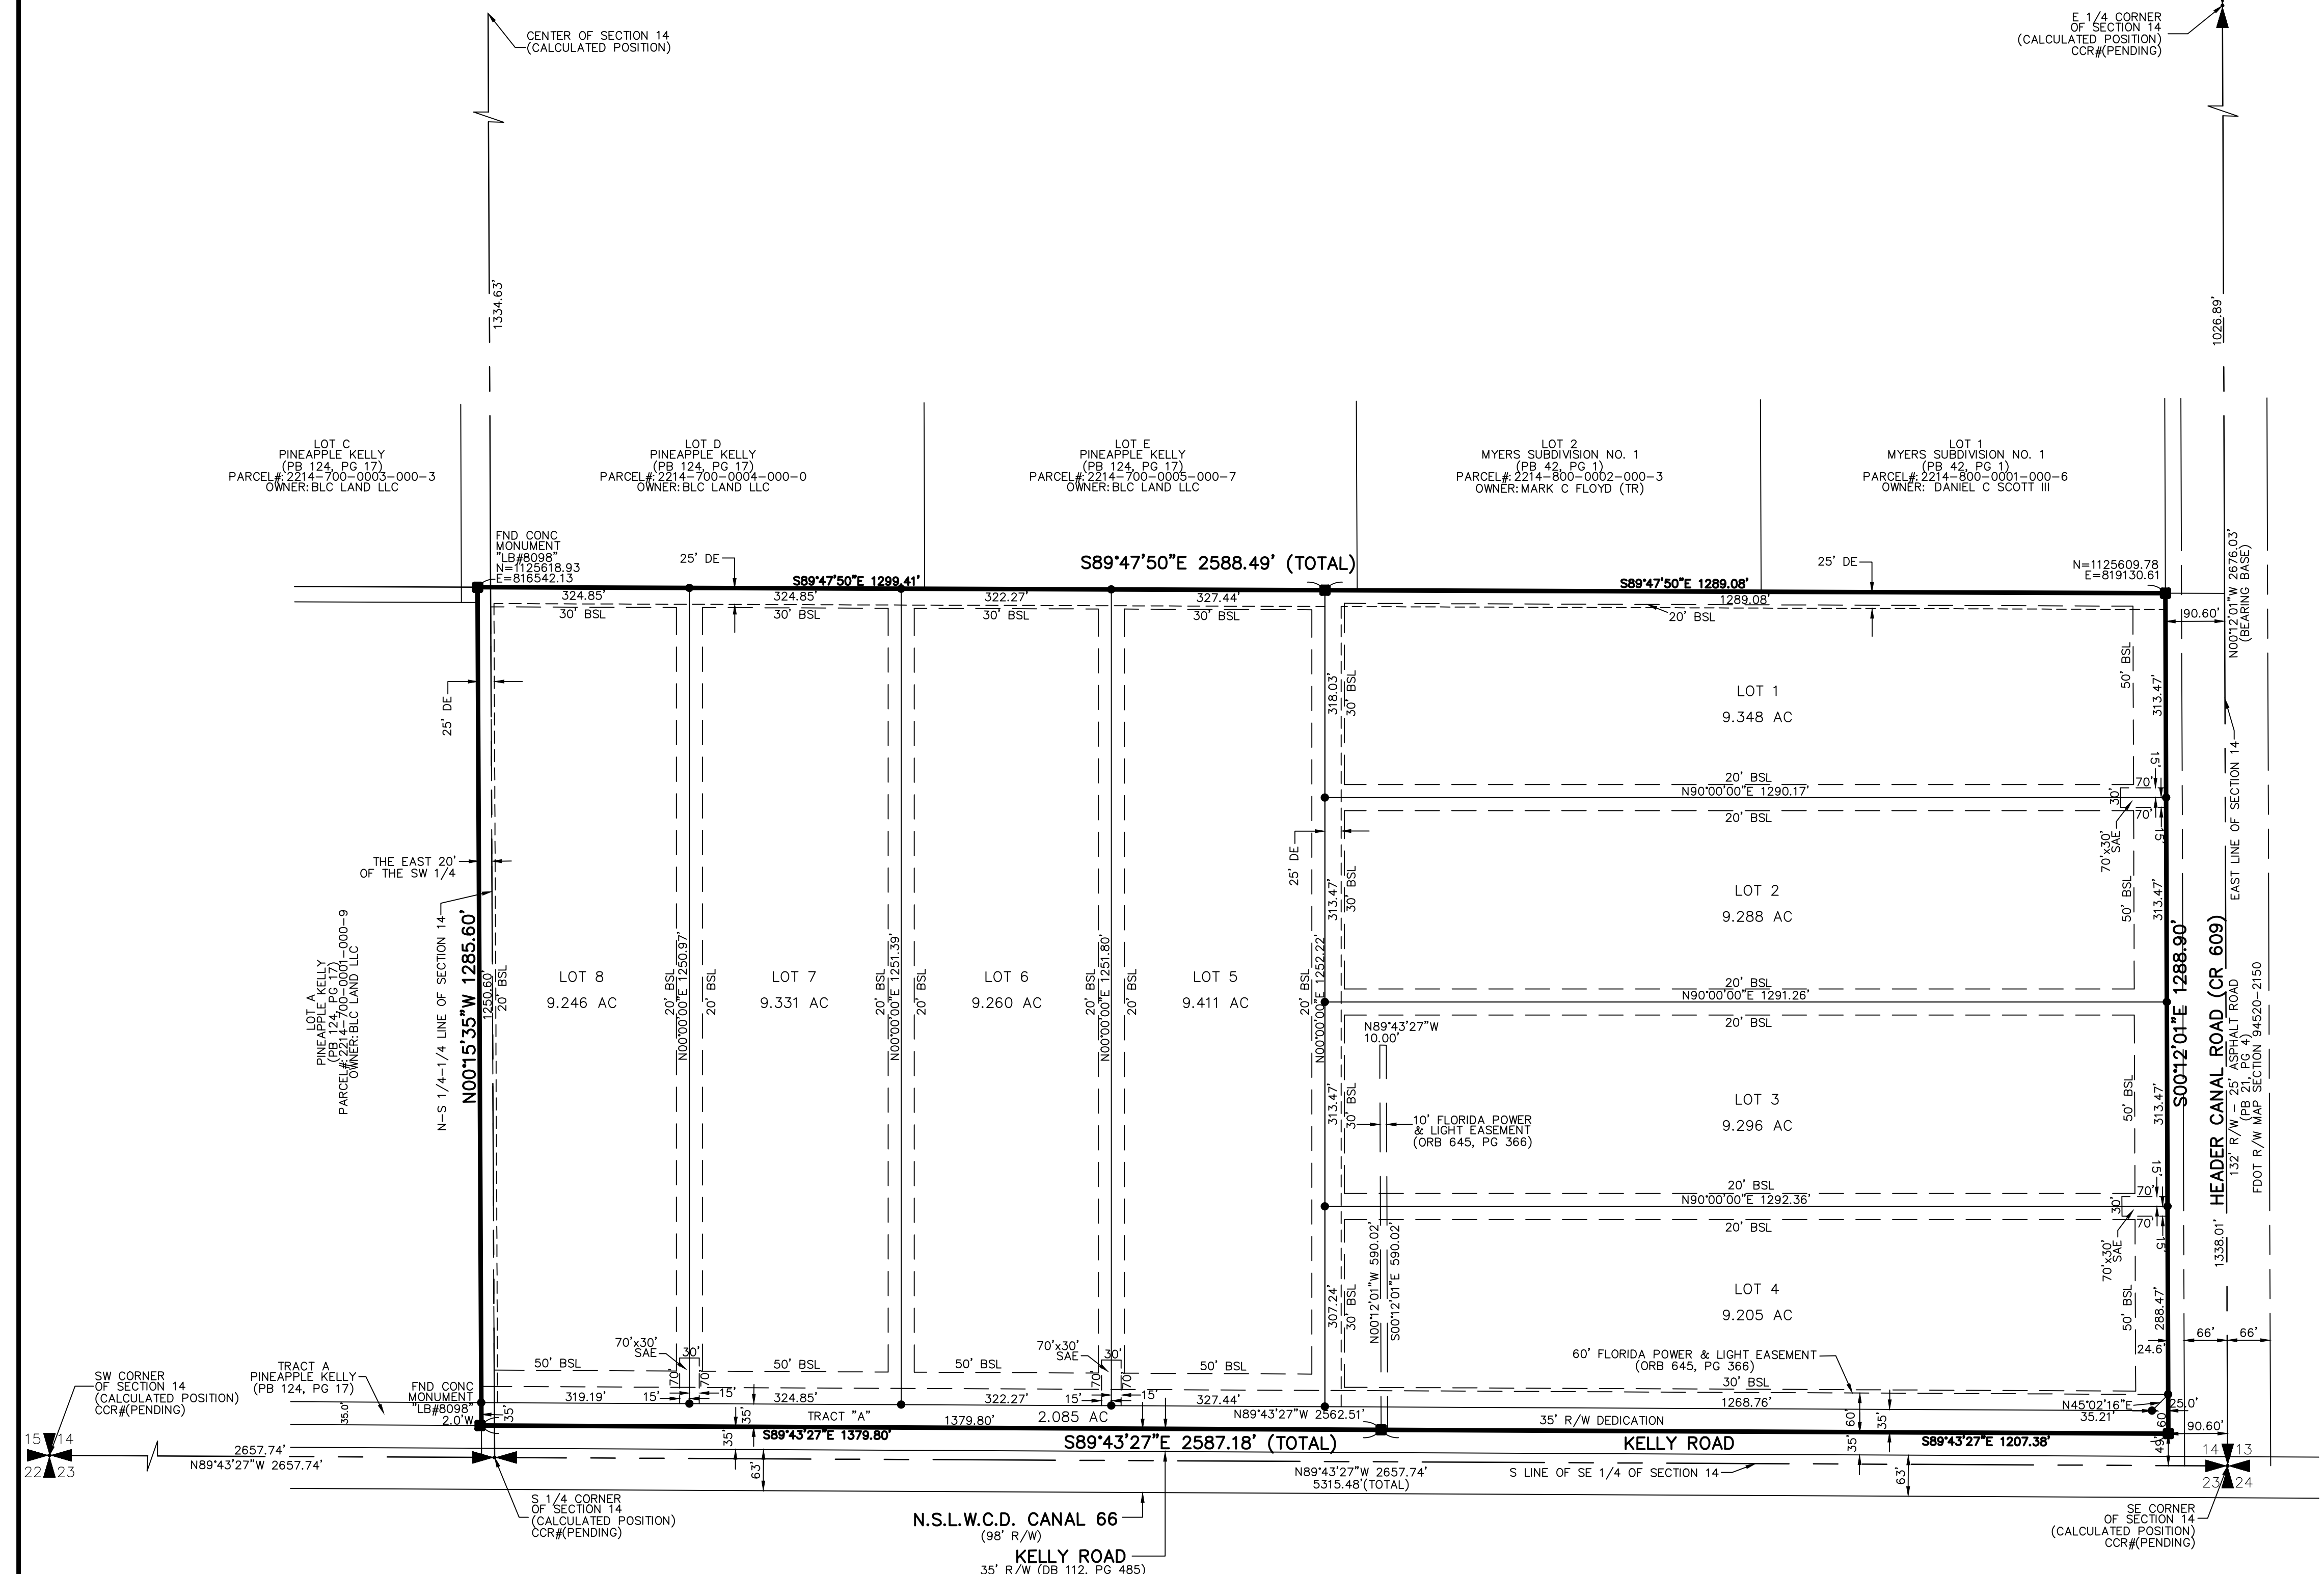 CENTER OF SECTION 14
(CALCULATED POSITION)
E 1/4 CORNER
OF SECTION 14
(CALCULATED POSITION)
CCR#(PENDING)
1334.63'
1026.89'
LOT C
PINEAPPLE KELLY
(PB 124, PG 17)
PARCEL#:2214-700-0003-000-3
OWNER:BLC LAND LLC
LOT D
PINEAPPLE KELLY
(PB 124, PG 17)
PARCEL#:2214-700-0004-000-0
OWNER:BLC LAND LLC
LOT E
PINEAPPLE KELLY
(PB 124, PG 17)
PARCEL#:2214-700-0005-000-7
OWNER:BLC LAND LLC
LOT 2
MYERS SUBDIVISION NO. 1
(PB 42, PG 1)
PARCEL#:2214-800-0002-000-3
OWNER:MARK C FLOYD (TR)
LOT 1
MYERS SUBDIVISION NO. 1
(PB 42, PG 1)
PARCEL#:2214-800-0001-000-6
OWNER: DANIEL C SCOTT III
FND CONC
MONUMENT
"LB#8098"
N=1125618.93
E=816542.13
25' DE
S89°47'50"E 2588.49' (TOTAL)
25' DE
N=1125609.78
E=819130.61
N00°12'01"W 2676.03'
(BEARING BASE)
S89°47'50"E 1299.41'
S89°47'50"E 1289.08'
324.85'
324.85'
322.27'
327.44'
1289.08'
30' BSL
30' BSL
30' BSL
30' BSL
20' BSL
90.60'
25' DE
318.03'
30' BSL
LOT 1
9.348 AC
50' BSL
313.47'
15'
20' BSL
N90°00'00"E 1290.17'
20' BSL
70'
30'
70'
15'
70'x30'
SAE
EAST LINE OF SECTION 14
THE EAST 20'
OF THE SW 1/4
25' DE
313.47'
30' BSL
LOT 2
9.288 AC
50' BSL
313.47'
LOT A
PINEAPPLE KELLY
(PB 124, PG 17)
PARCEL#:2214-700-0001-000-9
OWNER:BLC LAND LLC
N-S 1/4-1/4 LINE OF SECTION 14
N00°15'35"W 1285.60'
1250.60'
20' BSL
LOT 8
9.246 AC
20' BSL
N00°00'00"E 1250.97'
20' BSL
LOT 7
9.331 AC
20' BSL
N00°00'00"E 1251.39'
20' BSL
LOT 6
9.260 AC
20' BSL
N00°00'00"E 1251.80'
20' BSL
LOT 5
9.411 AC
20' BSL
N00°00'00"E 1252.22'
20' BSL
N90°00'00"E 1291.26'
20' BSL
N89°43'27"W
10.00'
S00°12'01"E 1288.90'
HEADER CANAL ROAD (CR 609)
132' R/W - 25' ASPHALT ROAD
(PB 21, PG 4)
FDOT R/W MAP SECTION 94520-2150
313.47'
30' BSL
10' FLORIDA POWER
& LIGHT EASEMENT
(ORB 645, PG 366)
LOT 3
9.296 AC
50' BSL
313.47'
15'
20' BSL
N90°00'00"E 1292.36'
20' BSL
70'
30'
70'
15'
70'x30'
SAE
1338.01'
307.24'
30' BSL
N00°12'01"W 590.02'
S00°12'01"E 590.02'
LOT 4
9.205 AC
50' BSL
288.47'
24.6'
66'
66'
60' FLORIDA POWER & LIGHT EASEMENT
(ORB 645, PG 366)
30' BSL
70'x30'
SAE
30'
70'
70'
70'x30'
SAE
30'
70'
70'
50' BSL
50' BSL
50' BSL
50' BSL
SW CORNER
OF SECTION 14
(CALCULATED POSITION)
CCR#(PENDING)
TRACT A
PINEAPPLE KELLY
(PB 124, PG 17)
35.0'
FND CONC
MONUMENT
"LB#8098"
2.0'W
35'
319.19'
15'
15'
324.85'
322.27'
15'
15'
327.44'
1268.76'
N45°02'16"E
35.21'
25.0'
35'
TRACT "A"
1379.80'
2.085 AC
N89°43'27"W 2562.51'
35' R/W DEDICATION
60'
35'
60'
90.60'
35'
S89°43'27"E 1379.80'
S89°43'27"E 2587.18' (TOTAL)
KELLY ROAD
35'
S89°43'27"E 1207.38'
49'
15 14
22 23
2657.74'
N89°43'27"W 2657.74'
63'
N89°43'27"W 2657.74'
5315.48'(TOTAL)
S LINE OF SE 1/4 OF SECTION 14
63'
14 13
23 24
S 1/4 CORNER
OF SECTION 14
(CALCULATED POSITION)
CCR#(PENDING)
N.S.L.W.C.D. CANAL 66
(98' R/W)
KELLY ROAD
35' R/W (DB 112, PG 485)
SE CORNER
OF SECTION 14
(CALCULATED POSITION)
CCR#(PENDING)